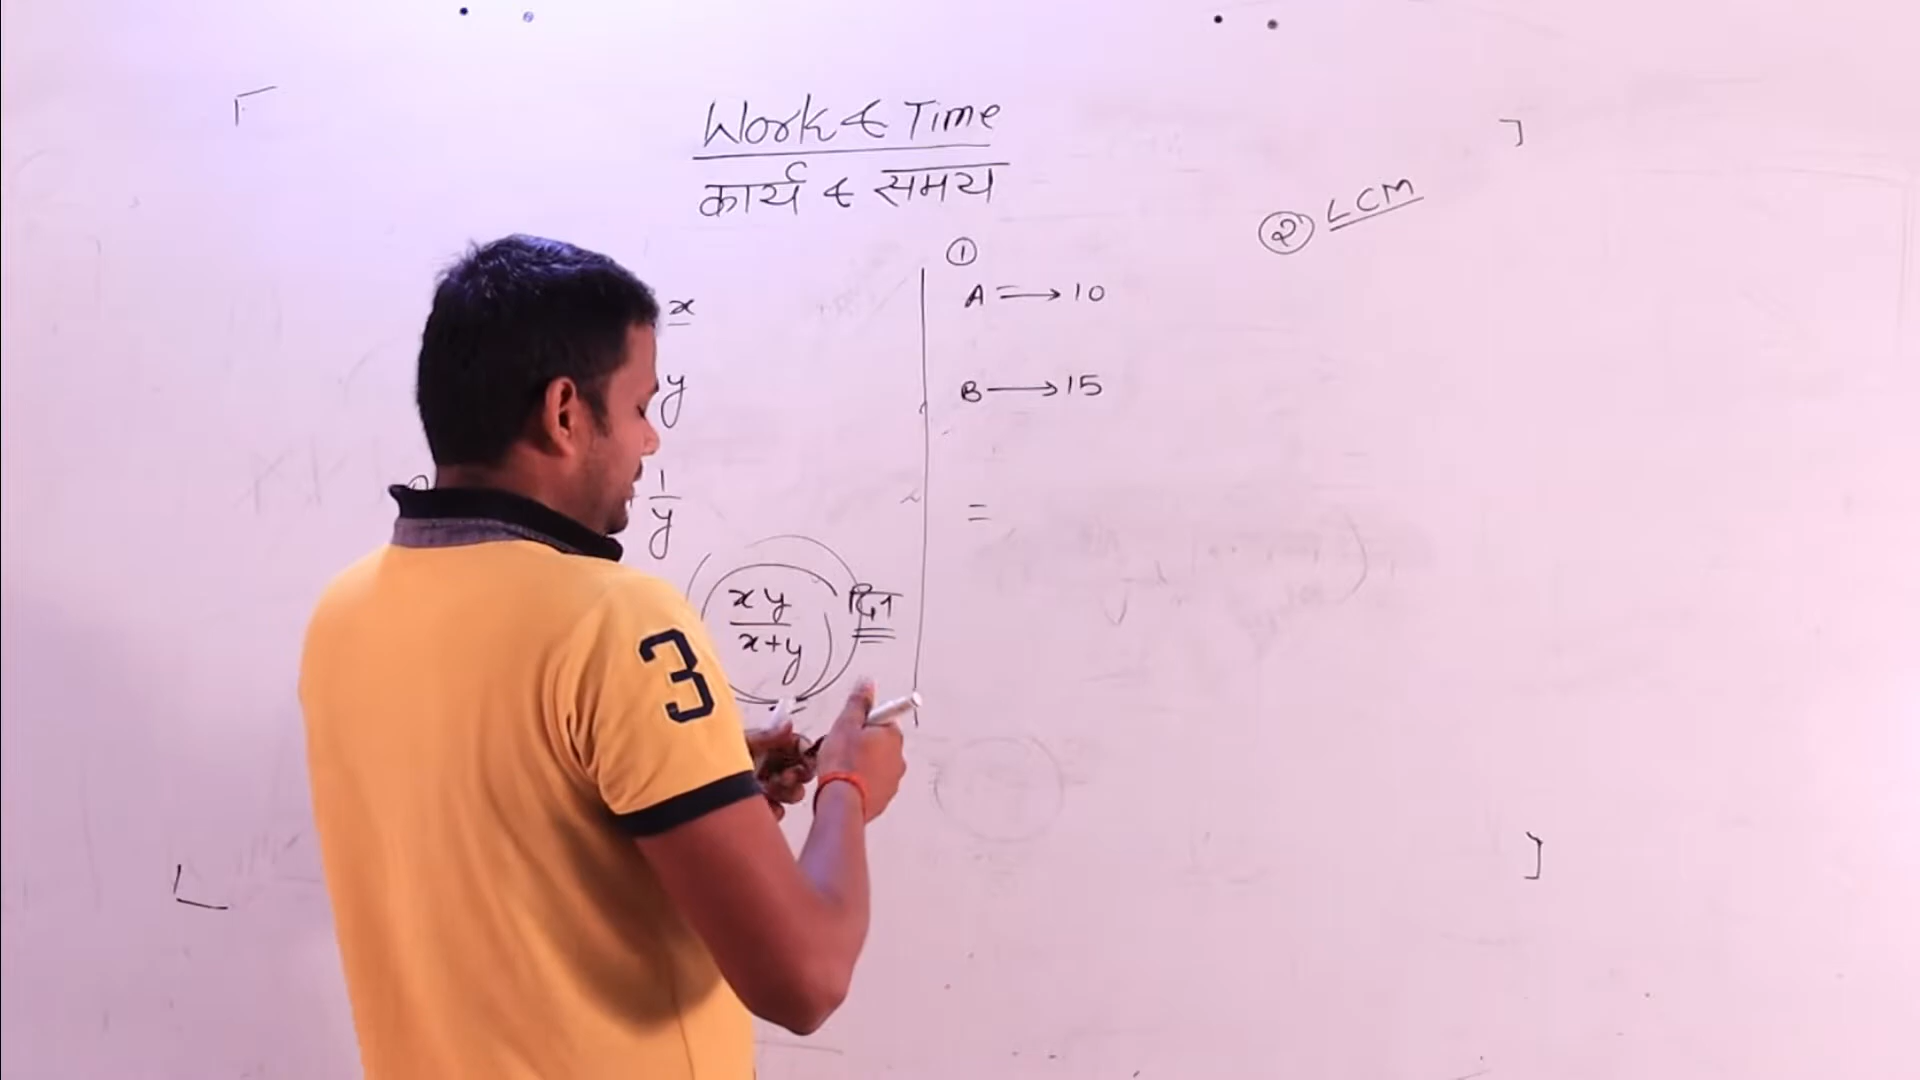 Work & Time
कार्य & समय
x
y
1
y
xy
x+y
दिन
①
A → 10
B → 15
=
② LCM
3